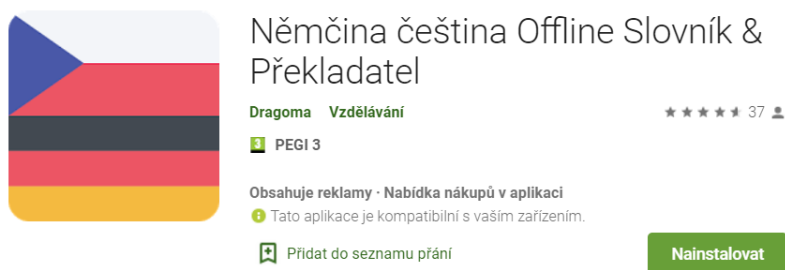 Němčina čeština Offline Slovník &
Překladatel
Dragoma Vzdělávání
37
3 PEGI 3
Obsahuje reklamy · Nabídka nákupů v aplikaci
Tato aplikace je kompatibilní s vaším zařízením.
Přidat do seznamu přání
Nainstalovat